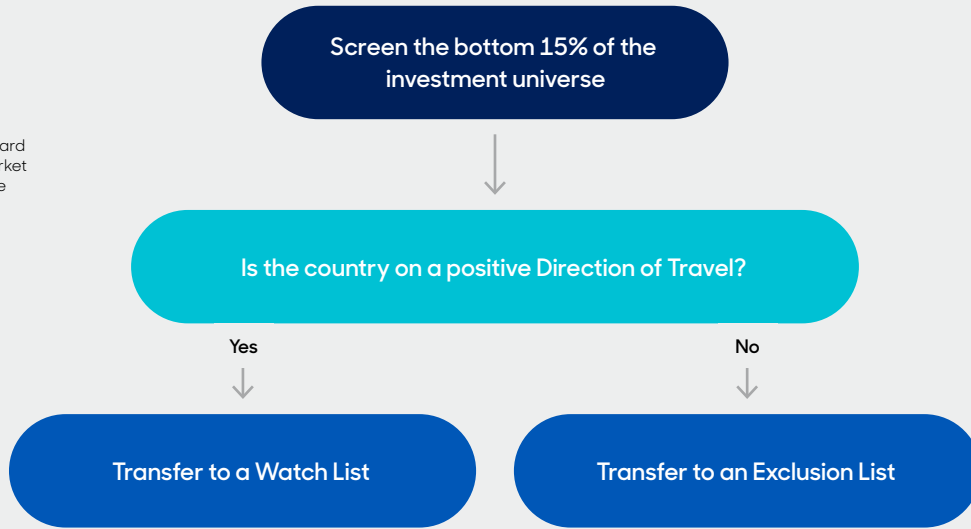 Screen the bottom 15% of the
investment universe
Is the country on a positive Direction of Travel?
Yes
No
Transfer to a Watch List
Transfer to an Exclusion List